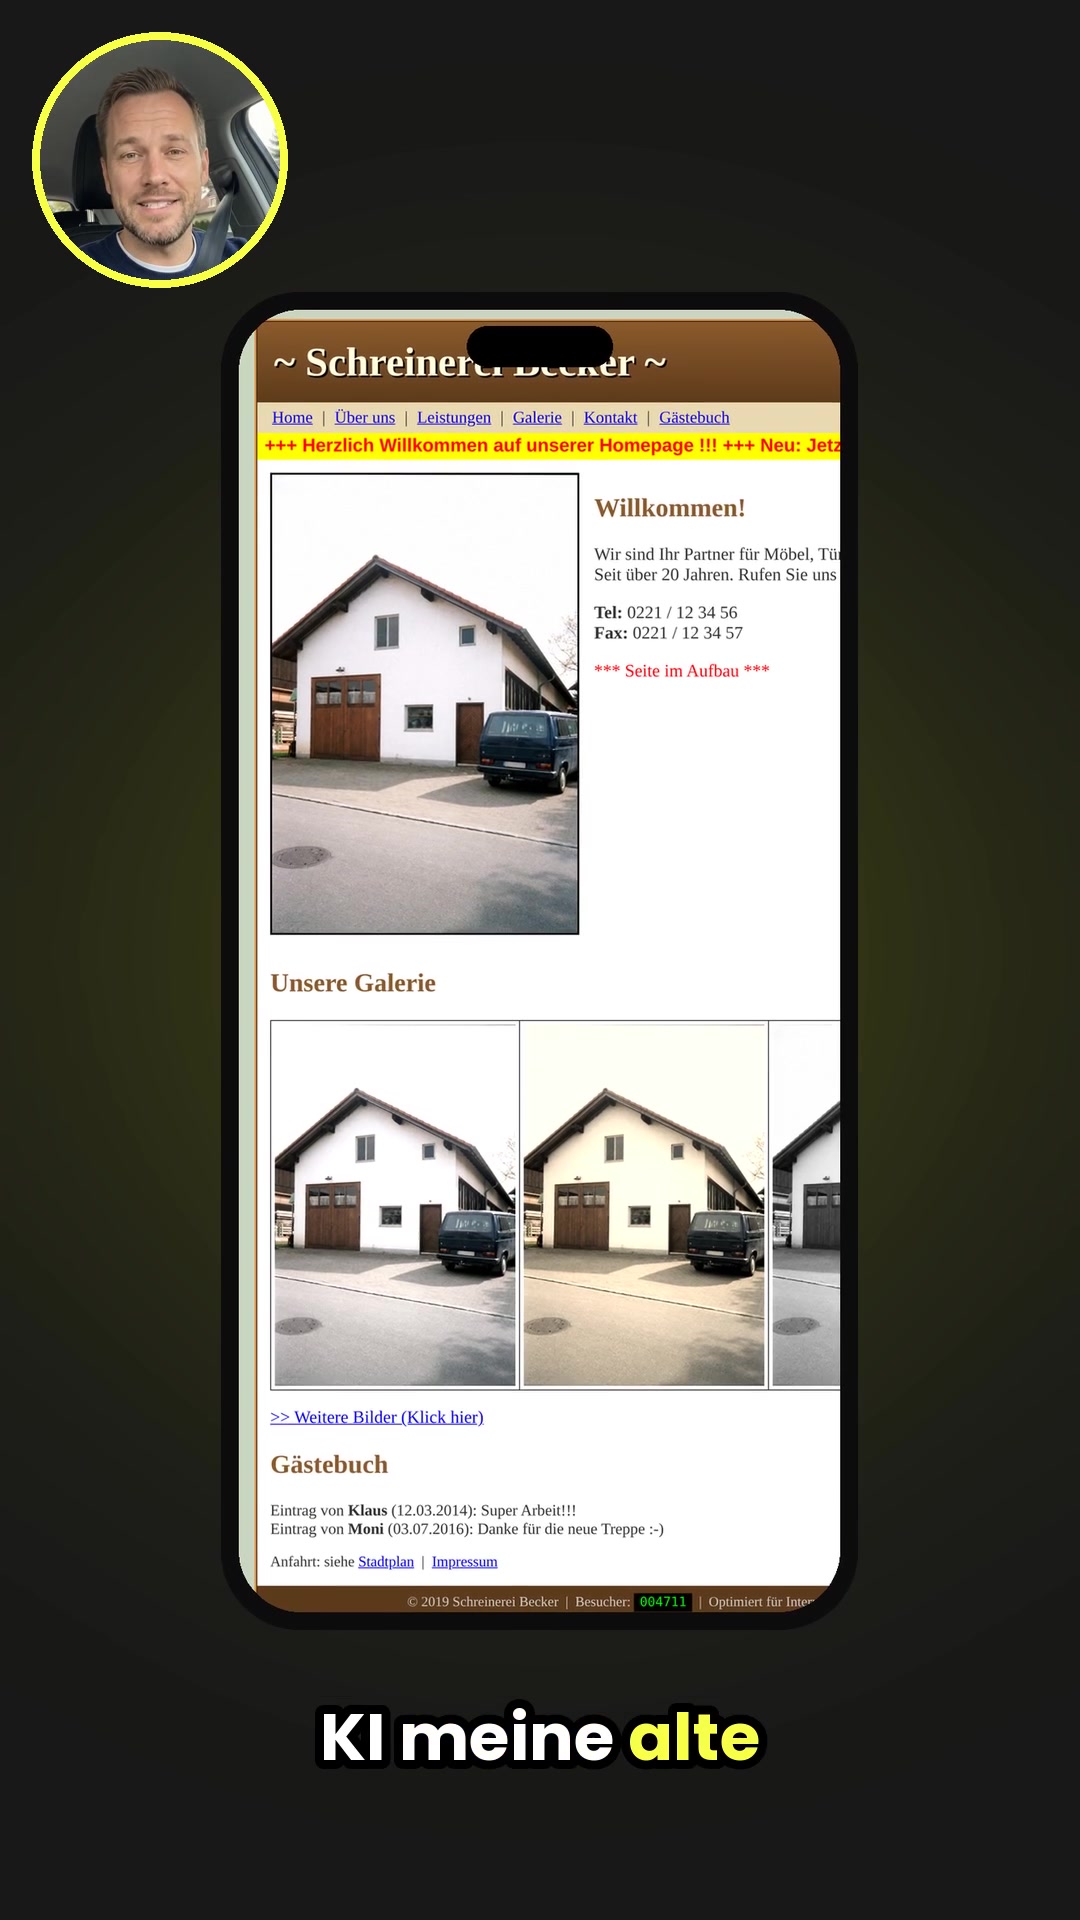 ~ Schreinerei Becker ~
Home | Über uns | Leistungen | Galerie | Kontakt | Gästebuch
+++ Herzlich Willkommen auf unserer Homepage !!! +++ Neu: Jetz
Willkommen!
Wir sind Ihr Partner für Möbel, Tür
Seit über 20 Jahren. Rufen Sie uns
Tel: 0221 / 12 34 56
Fax: 0221 / 12 34 57
*** Seite im Aufbau ***
Unsere Galerie
>> Weitere Bilder (Klick hier)
Gästebuch
Eintrag von Klaus (12.03.2014): Super Arbeit!!!
Eintrag von Moni (03.07.2016): Danke für die neue Treppe :-)
Anfahrt: siehe Stadtplan | Impressum
© 2019 Schreinerei Becker | Besucher: 004711 | Optimiert für Inter
KI meine alte